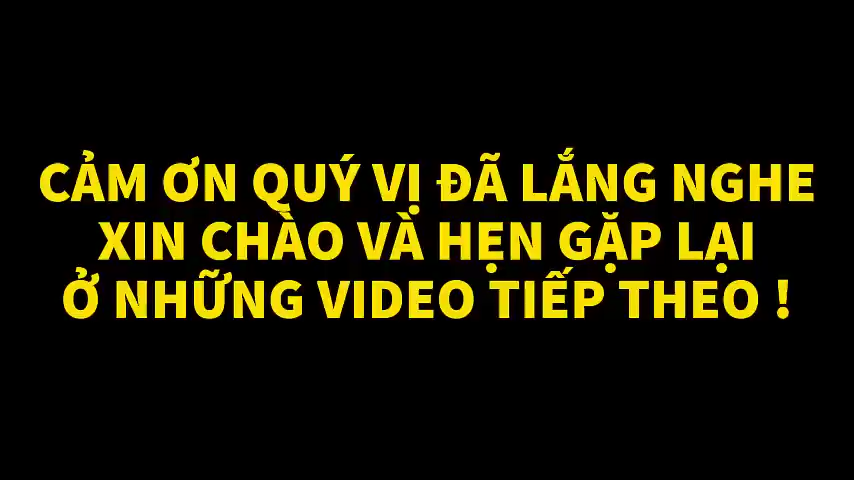 CẢM ƠN QUÝ VỊ ĐÃ LẮNG NGHE
XIN CHÀO VÀ HẸN GẶP LẠI
Ở NHỮNG VIDEO TIẾP THEO !